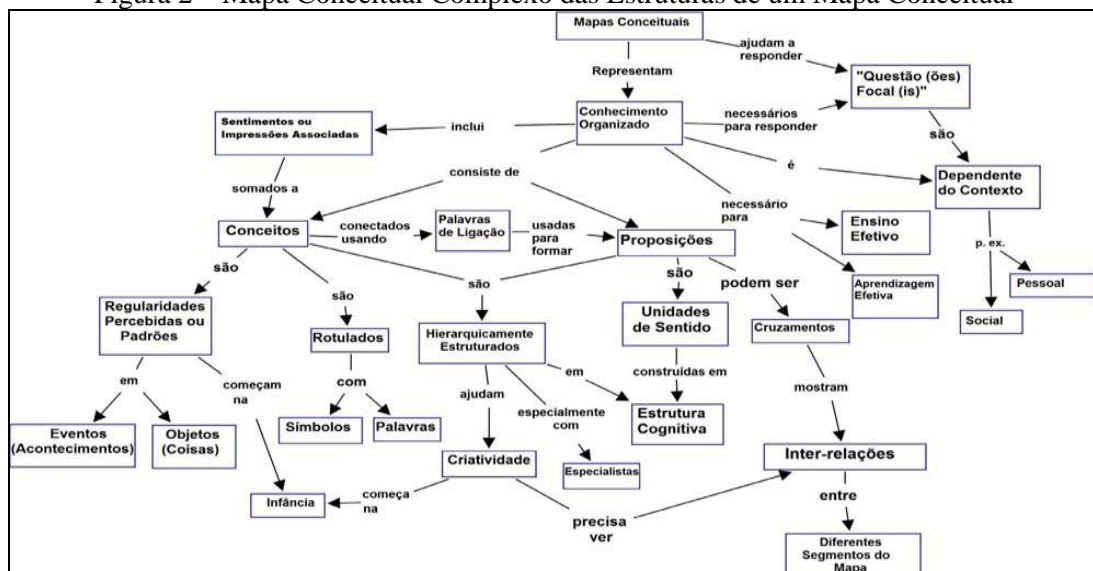 Figura 2 – Mapa Conceitual Complexo das Estruturas de um Mapa Conceitual
Mapas Conceituais
ajudam a
responder
Representam
"Questão (ões)
Focal (is)"
Conhecimento
Organizado
necessários
para responder
Sentimentos ou
Impressões Associadas
inclui
são
é
Dependente
do Contexto
consiste de
somados a
necessário
para
Ensino
Efetivo
Conceitos
conectados
usando
Palavras
de Ligação
usadas
para
formar
Proposições
p. ex.
são
são
são
são
podem ser
Aprendizagem
Efetiva
Pessoal
Social
Regularidades
Percebidas ou
Padrões
Rotulados
Hierarquicamente
Estruturados
Unidades
de Sentido
Cruzamentos
em
começam
na
com
ajudam
especialmente
com
em
construídas em
mostram
Eventos
(Acontecimentos)
Objetos
(Coisas)
Símbolos
Palavras
Estrutura
Cognitiva
Criatividade
Especialistas
Inter-relações
Infância
começa
na
precisa
ver
entre
Diferentes
Segmentos do
Mapa